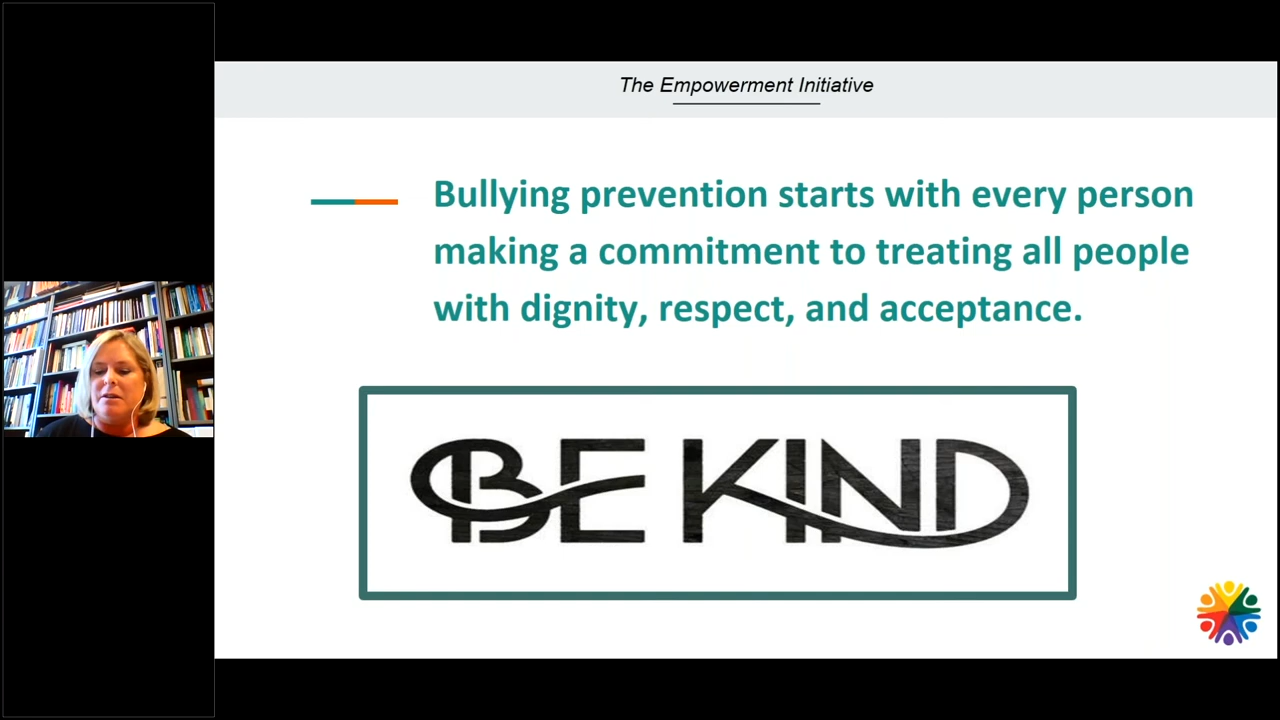 The Empowerment Initiative
Bullying prevention starts with every person
making a commitment to treating all people
with dignity, respect, and acceptance.
BE KIND